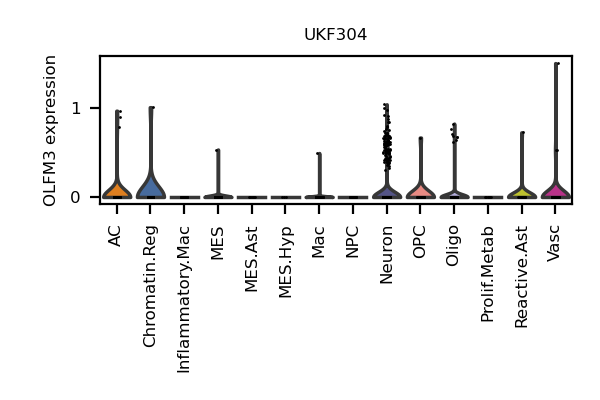 UKF304
OLFM3 expression
1
0
AC
Chromatin.Reg
Inflammatory.Mac
MES
MES.Ast
MES.Hyp
Mac
NPC
Neuron
OPC
Oligo
Prolif.Metab
Reactive.Ast
Vasc